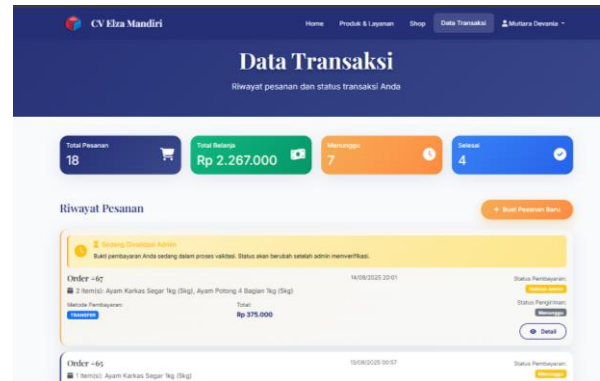 CV Elza Mandiri
Home Produk & Layanan Shop Data Transaksi Mutiara Devonia
Data Transaksi
Riwayat pesanan dan status transaksi Anda
Total Pesanan
18
Total Belanja
Rp 2.267.000
Menunggu
7
Selesai
4
Riwayat Pesanan
+ Buat Pesanan Baru
Sedang Divalidasi Admin
Bukti pembayaran Anda sedang dalam proses validasi. Status akan berubah setelah admin memverifikasi.
Order #67
14/08/2025 20:01
Status Pembayaran:
2 item(s): Ayam Karkas Segar 1kg (5kg), Ayam Potong 4 Bagian 1kg (5kg)
Metode Pembayaran:
TRANSFER
Total:
Rp 375.000
Status Pengiriman:
Menunggu
Detail
Order #65
15/08/2025 00:57
Status Pembayaran:
1 item(s): Ayam Karkas Segar 1kg (5kg)
Menunggu